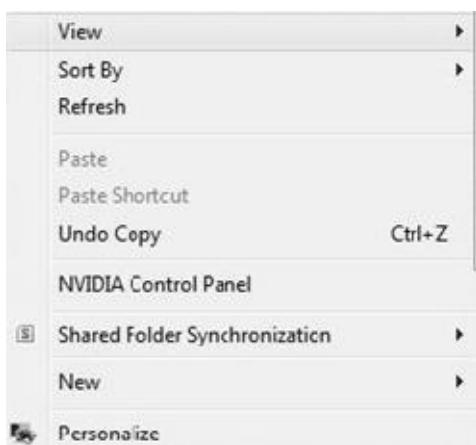 View
Sort By
Refresh
Paste
Paste Shortcut
Undo Copy Ctrl+Z
NVIDIA Control Panel
S Shared Folder Synchronization
New
Personalize